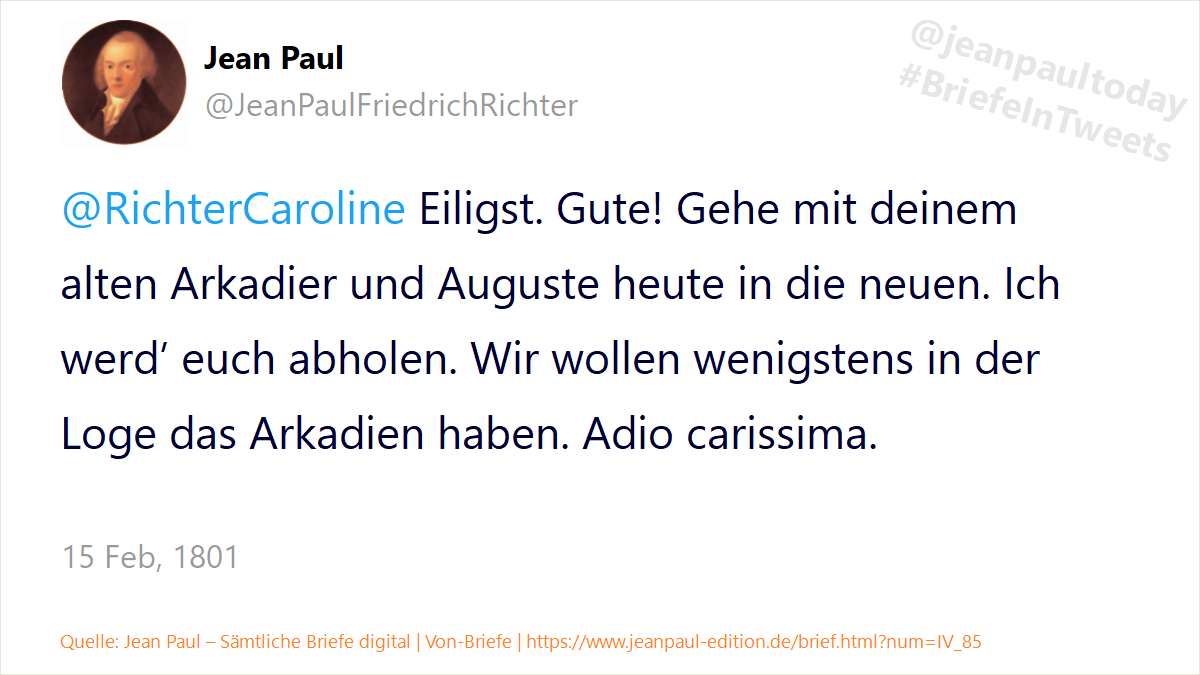 Jean Paul
@JeanPaulFriedrichRichter
@jeanpaultoday
#BriefeInTweets
@RichterCaroline Eiligst. Gute! Gehe mit deinem
alten Arkadier und Auguste heute in die neuen. Ich
werd’ euch abholen. Wir wollen wenigstens in der
Loge das Arkadien haben. Adio carissima.
15 Feb, 1801
Quelle: Jean Paul – Sämtliche Briefe digital | Von-Briefe | https://www.jeanpaul-edition.de/brief.html?num=IV_85